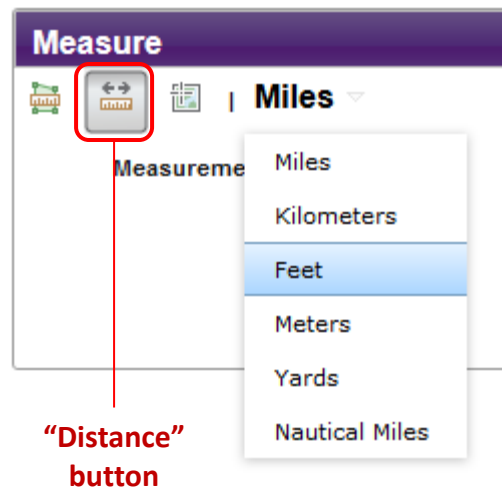 Measure
| Miles
Measureme
Miles
Kilometers
Feet
Meters
Yards
Nautical Miles
“Distance”
button